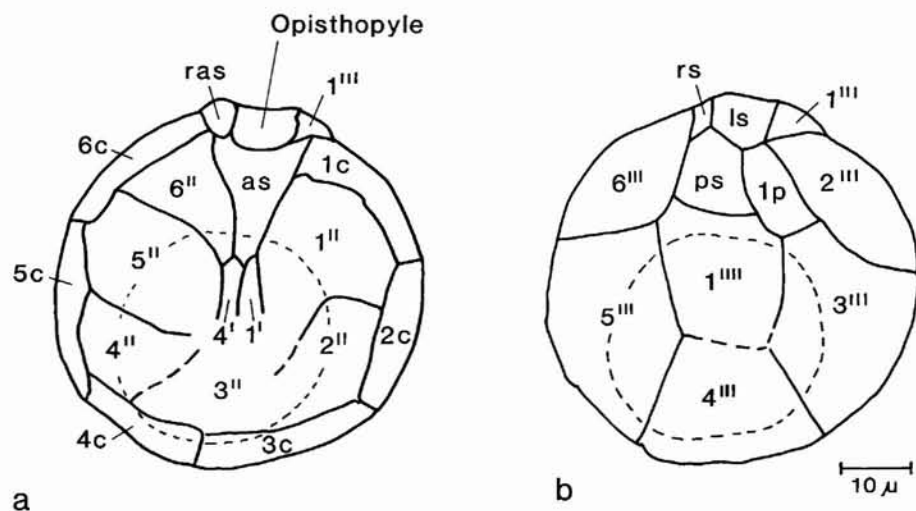 Opisthopyle
ras
1'''
6c
6''
as
1c
5''
1''
5c
4''
4'
1'
2''
2c
3''
4c
3c
a
rs
ls
1'''
6'''
ps
1p
2'''
5'''
1''''
3'''
4'''
10 μ
b